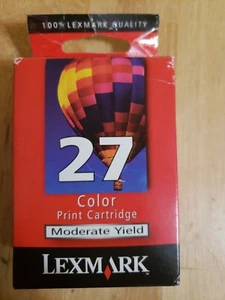 100% LEXMARK QUALITY
27
Color
Print Cartridge
Moderate Yield
LEXMARK